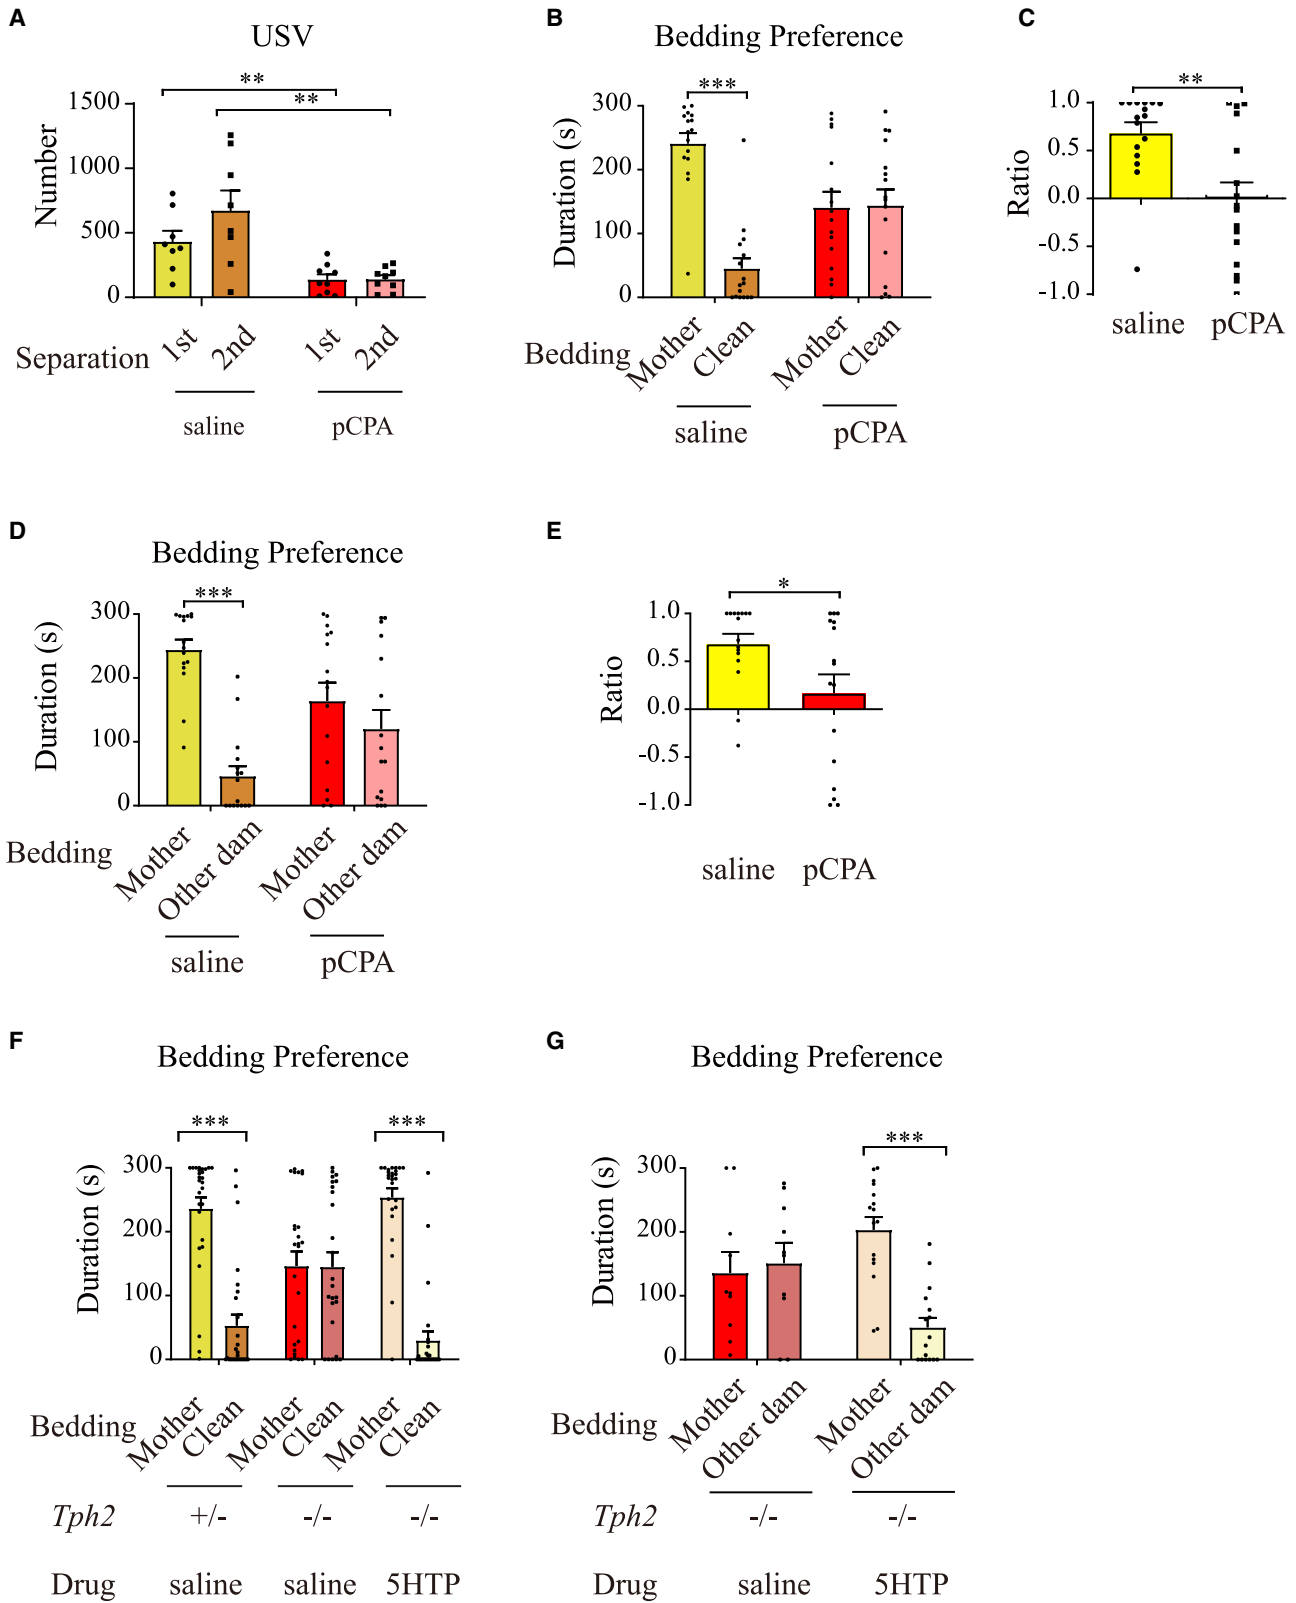 A
USV
**
**
1500
1000
500
0
Number
Separation
1st
2nd
1st
2nd
saline
pCPA
B
Bedding Preference
***
300
200
100
0
Duration (s)
Bedding
Mother
Clean
Mother
Clean
saline
pCPA
C
**
1.0
0.5
0.0
-0.5
-1.0
Ratio
saline
pCPA
D
Bedding Preference
***
300
200
100
0
Duration (s)
Bedding
Mother
Other dam
Mother
Other dam
saline
pCPA
E
*
1.0
0.5
0.0
-0.5
-1.0
Ratio
saline
pCPA
F
Bedding Preference
***
***
300
200
100
0
Duration (s)
Bedding
Mother
Clean
Mother
Clean
Mother
Clean
Tph2
+/-
-/-
-/-
Drug
saline
saline
5HTP
G
Bedding Preference
***
300
200
100
0
Duration (s)
Bedding
Mother
Other dam
Mother
Other dam
Tph2
-/-
-/-
Drug
saline
5HTP